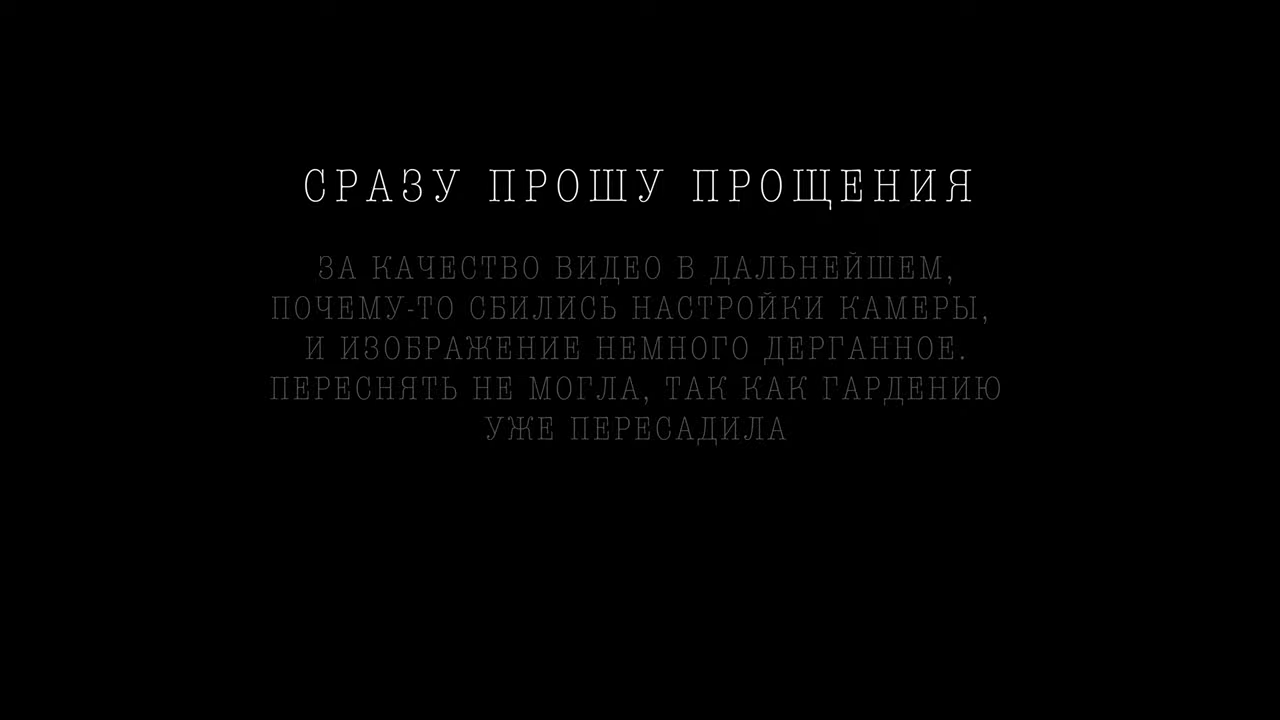 СРАЗУ ПРОШУ ПРОЩЕНИЯ
ЗА КАЧЕСТВО ВИДЕО В ДАЛЬНЕЙШЕМ,
ПОЧЕМУ-ТО СБИЛИСЬ НАСТРОЙКИ КАМЕРЫ,
И ИЗОБРАЖЕНИЕ НЕМНОГО ДЕРГАННОЕ.
ПЕРЕСНЯТЬ НЕ МОГЛА, ТАК КАК ГАРДЕНИЮ
УЖЕ ПЕРЕСАДИЛА